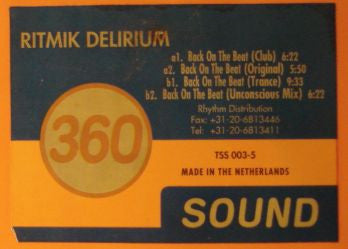 RITMIK DELIRIUM
a1. Back On The Beat (Club) 6:22
a2. Back On The Beat (Original) 5:50
b1. Back On The Beat (Trance) 9:33
b2. Back On The Beat (Unconscious Mix) 6:22
Rhythm Distribution
Fax: +31-20-6813446
Tel: +31-20-6813411
360
TSS 003-5
MADE IN THE NETHERLANDS
SOUND